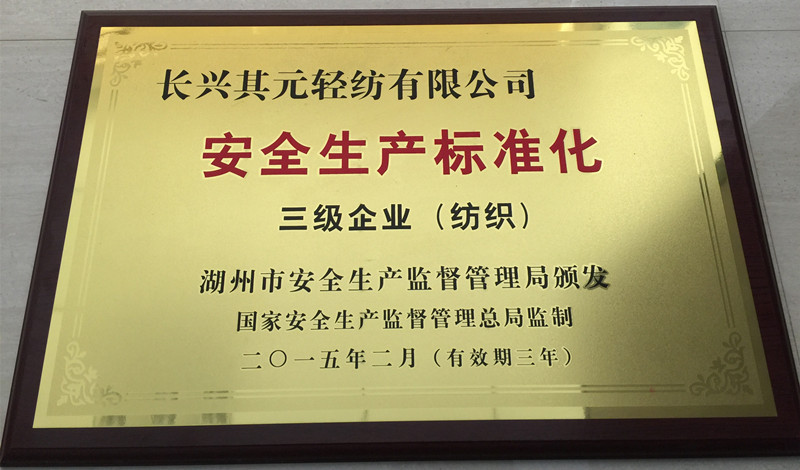 长兴其元轻纺有限公司
安全生产标准化
三级企业（纺织）
湖州市安全生产监督管理局颁发
国家安全生产监督管理总局监制
二〇一五年二月（有效期三年）